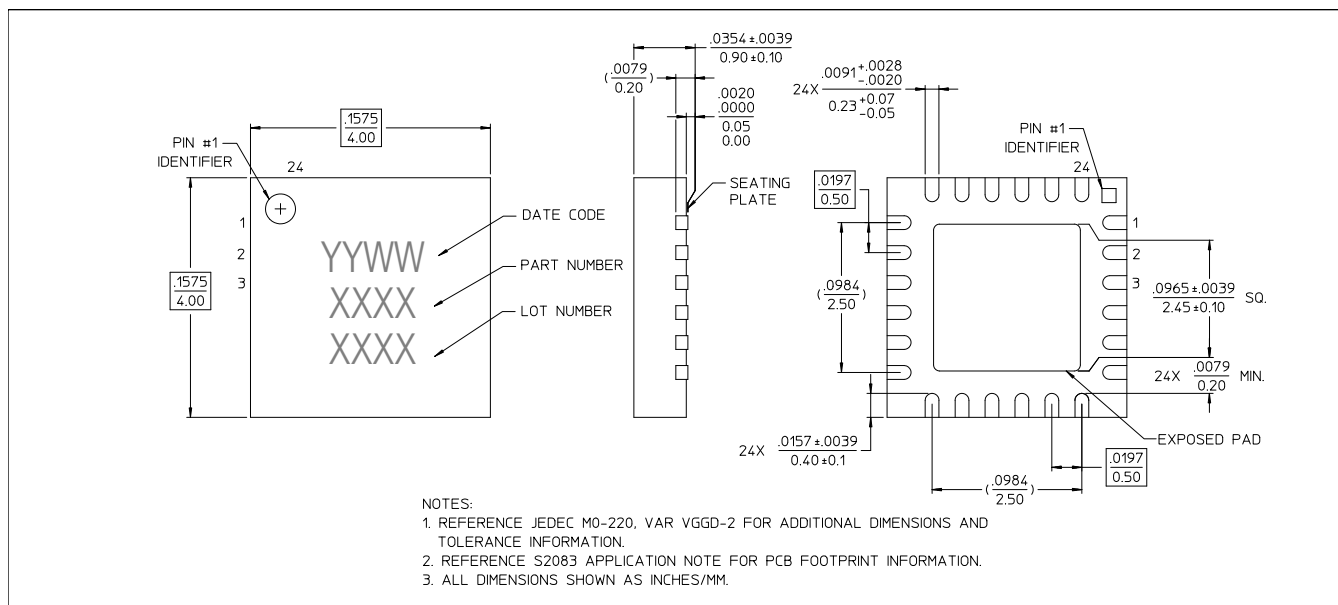 .1575
4.00
PIN #1
IDENTIFIER
24
1
2
3
.1575
4.00
YYWW
XXXX
XXXX
DATE CODE
PART NUMBER
LOT NUMBER
.0354±.0039
0.90±0.10
(.0079)
0.20
.0020
.0000
0.05
0.00
SEATING
PLATE
24X .0091 +.0028
-.0020
0.23 +0.07
-0.05
PIN #1
IDENTIFIER
24
1
2
3
.0197
0.50
(.0984)
2.50
.0965±.0039
2.45±0.10 SQ.
24X .0079
0.20 MIN.
EXPOSED PAD
24X .0157±.0039
0.40±0.1
(.0984)
2.50
.0197
0.50
NOTES:
1. REFERENCE JEDEC MO-220, VAR VGGD-2 FOR ADDITIONAL DIMENSIONS AND
TOLERANCE INFORMATION.
2. REFERENCE S2083 APPLICATION NOTE FOR PCB FOOTPRINT INFORMATION.
3. ALL DIMENSIONS SHOWN AS INCHES/MM.